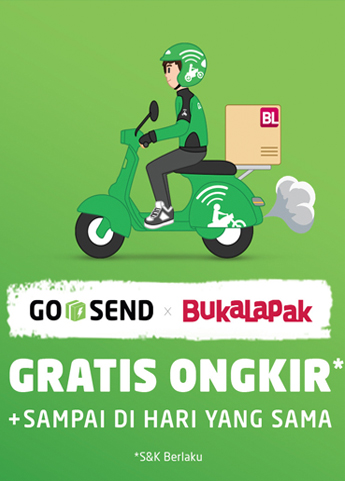 BL
GO SEND x BUKALAPAK
GRATIS ONGKIR*
+SAMPAI DI HARI YANG SAMA
*S&K Berlaku